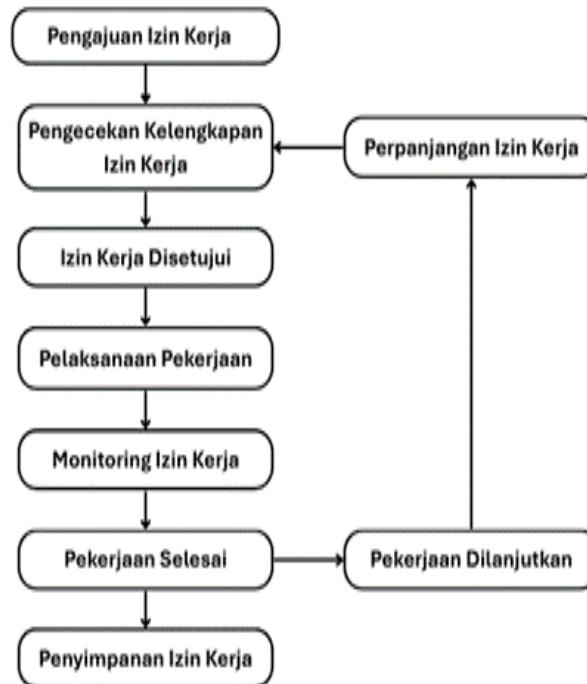 Pengajuan Izin Kerja
Pengecekan Kelengkapan
Izin Kerja
Perpanjangan Izin Kerja
Izin Kerja Disetujui
Pelaksanaan Pekerjaan
Monitoring Izin Kerja
Pekerjaan Selesai
Pekerjaan Dilanjutkan
Penyimpanan Izin Kerja